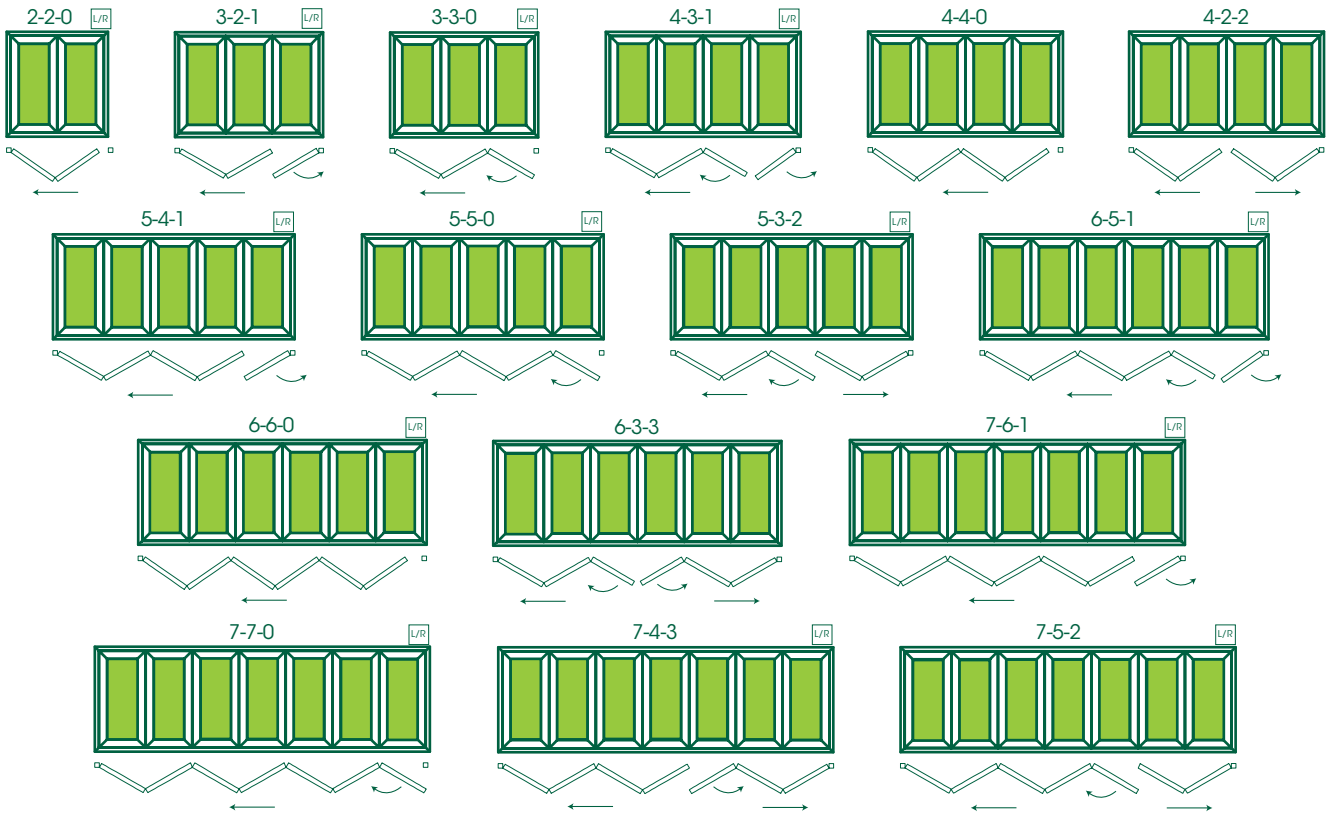 2-2-0 L/R 3-2-1 L/R 3-3-0 L/R 4-3-1 L/R 4-4-0 4-2-2
5-4-1 L/R 5-5-0 L/R 5-3-2 L/R 6-5-1 L/R
6-6-0 L/R 6-3-3 7-6-1 L/R
7-7-0 L/R 7-4-3 L/R 7-5-2 L/R